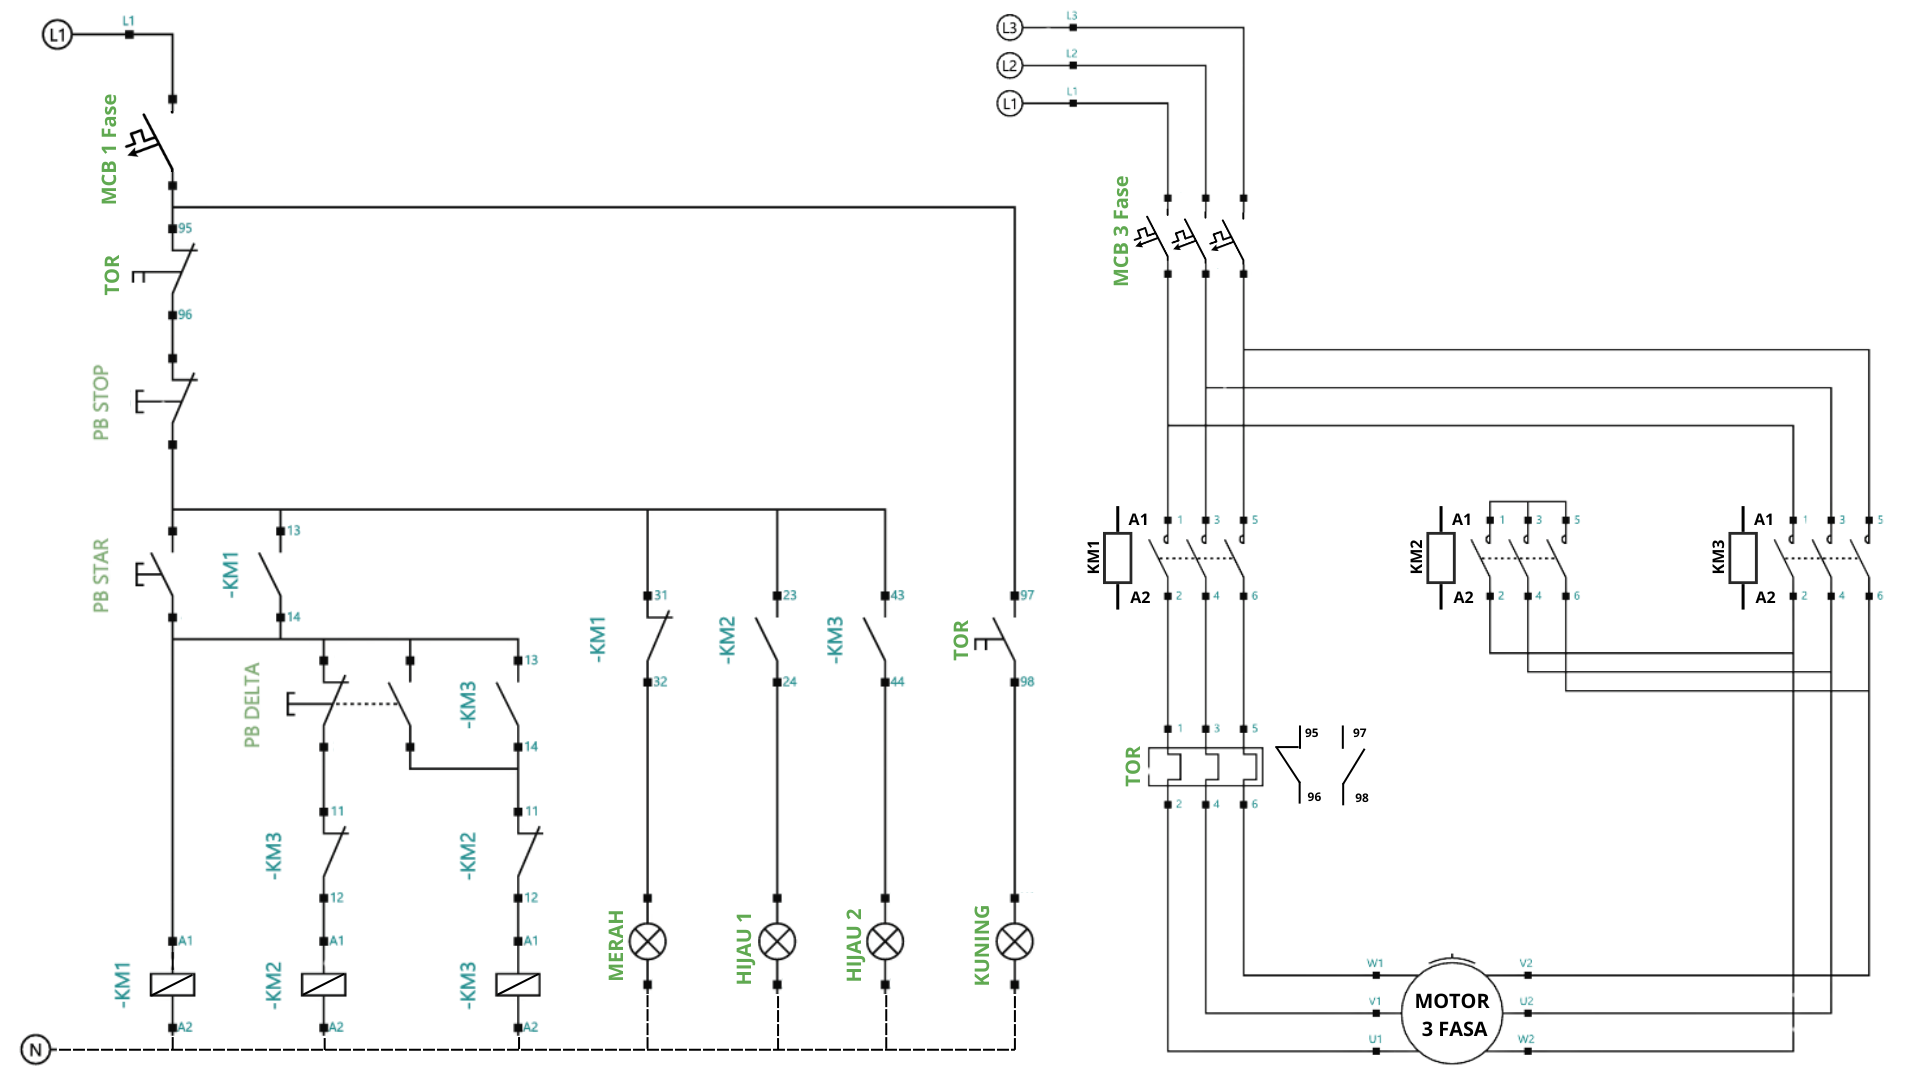 L1
L1
MCB 1 Fase
95
TOR
96
PB STOP
PB STAR
13
-KM1
14
PB DELTA
13
-KM3
14
11
-KM3
12
11
-KM2
12
A1
-KM1
A2
A1
-KM2
A2
A1
-KM3
A2
N
31
-KM1
32
MERAH
23
-KM2
24
HIJAU 1
43
-KM3
44
HIJAU 2
97
TOR
98
KUNING
L3
L3
L2
L2
L1
L1
MCB 3 Fase
A1
1
3
5
KM1
A2
2
4
6
A1
1
3
5
KM2
A2
2
4
6
A1
1
3
5
KM3
A2
2
4
6
1
3
5
TOR
2
4
6
95
97
96
98
W1
V2
V1
U2
U1
W2
MOTOR
3 FASA